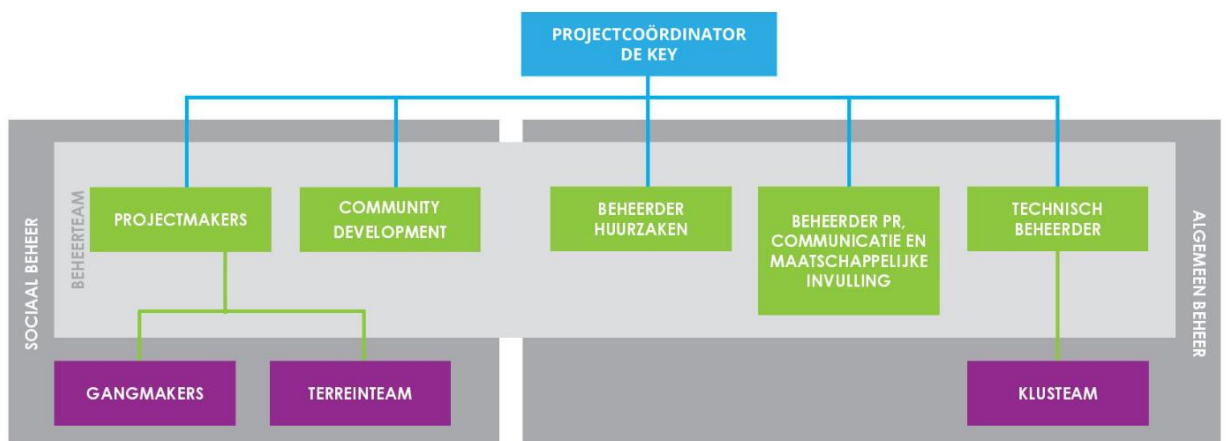 PROJECTCOÖRDINATOR
DE KEY
SOCIAAL BEHEER
BEHEERTEAM
PROJECTMAKERS
COMMUNITY
DEVELOPMENT
BEHEERDER
HUURZAKEN
BEHEERDER PR,
COMMUNICATIE EN
MAATSCHAPPELIJKE
INVULLING
TECHNISCH
BEHEERDER
ALGEMEEN BEHEER
GANGMAKERS
TERREINTEAM
KLUSTEAM